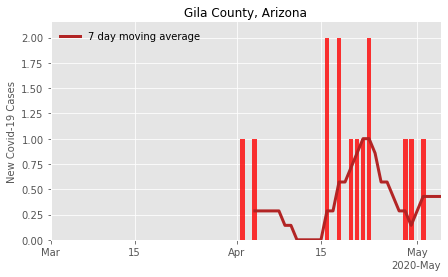 Gila County, Arizona
7 day moving average
New Covid-19 Cases
2.00
1.75
1.50
1.25
1.00
0.75
0.50
0.25
0.00
Mar 15 Apr 15 May
2020-May